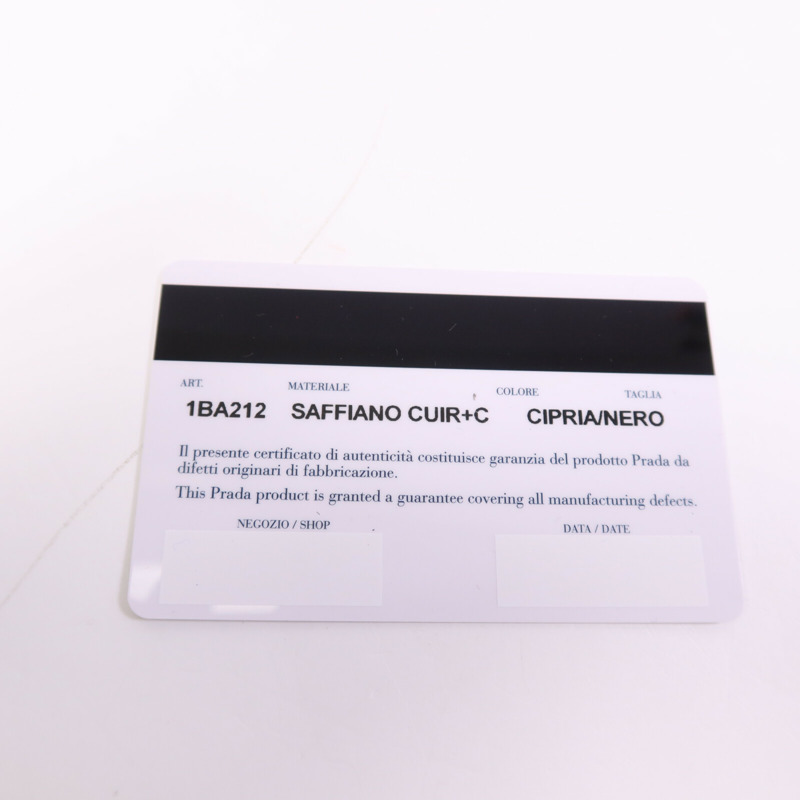 ART. MATERIALE COLORE TAGLIA
1BA212 SAFFIANO CUIR+C CIPRIA/NERO
Il presente certificato di autenticità costituisce garanzia del prodotto Prada da
difetti originari di fabbricazione.
This Prada product is granted a guarantee covering all manufacturing defects.
NEGOZIO / SHOP DATA / DATE